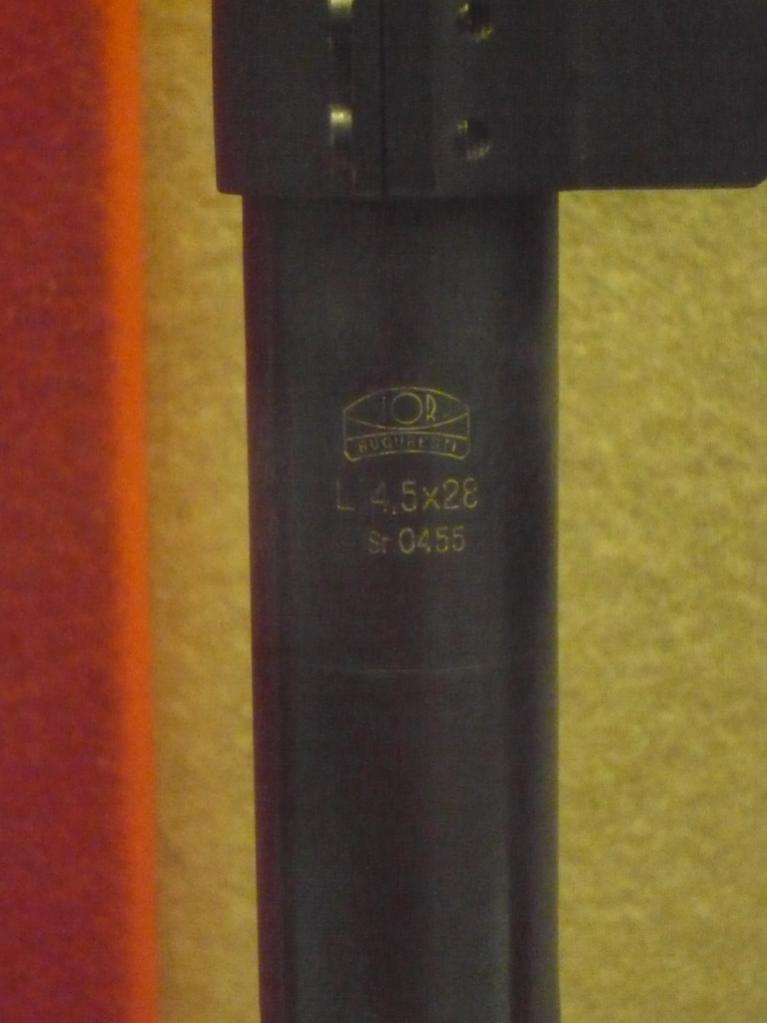 IOR
BUCURESTI
L 4,5x28
Sr.0455